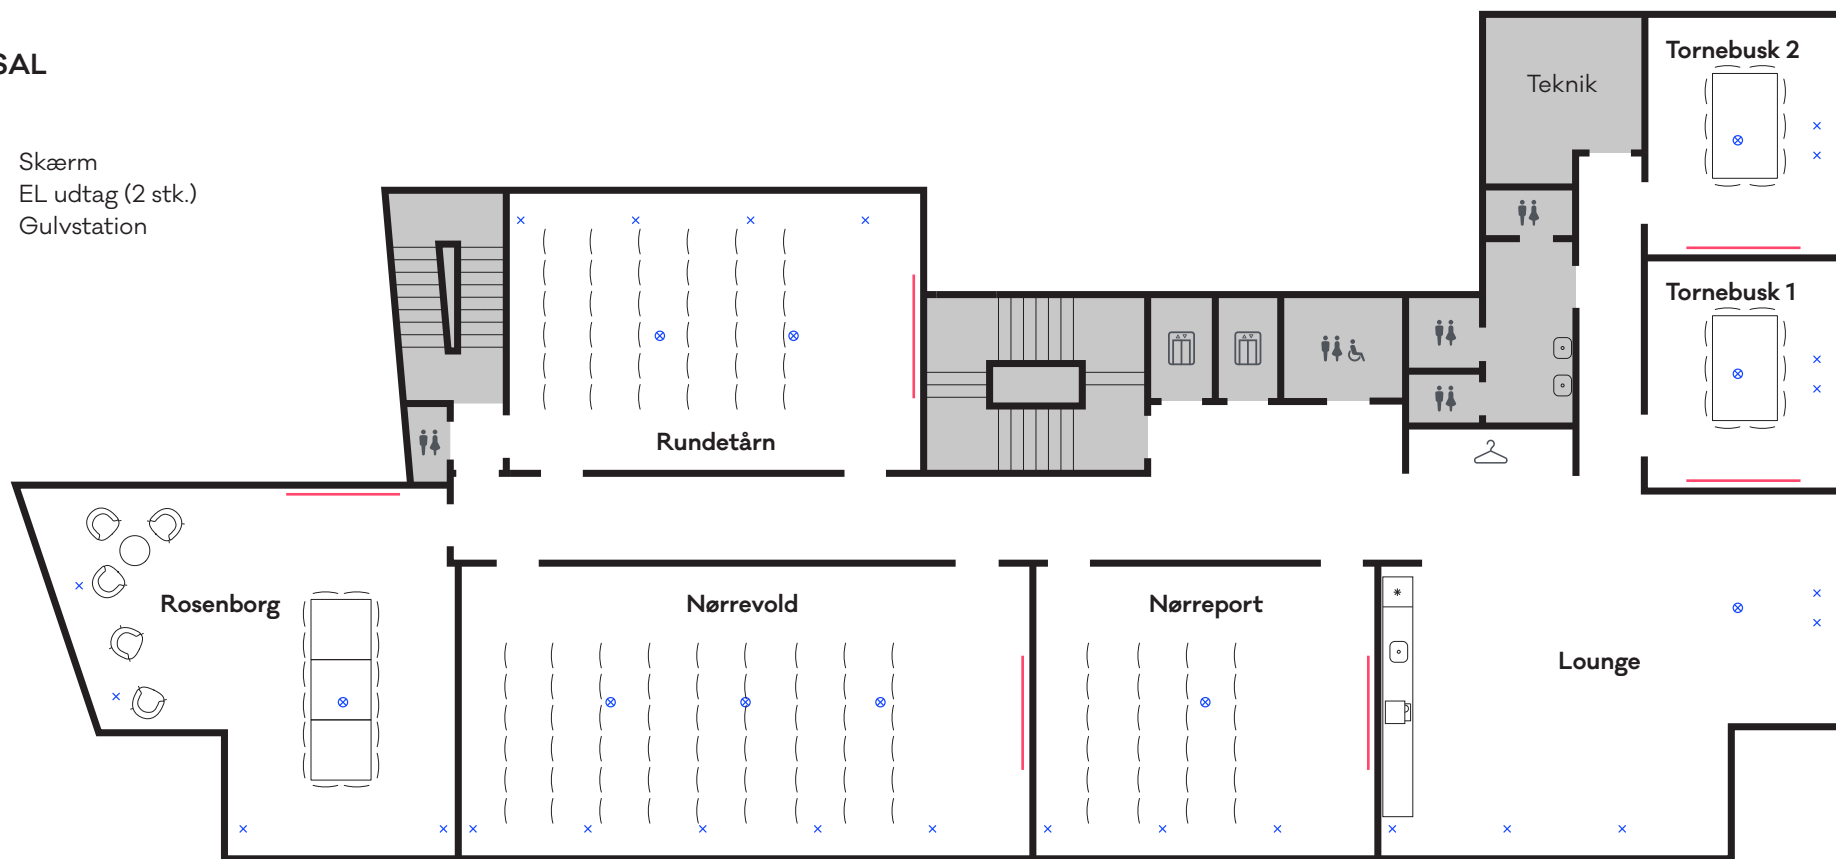 SAL
Skærm
EL udtag (2 stk.)
Gulvstation
Teknik
Tornebusk 2
Tornebusk 1
Rundetårn
Rosenborg
Nørrevold
Nørreport
Lounge